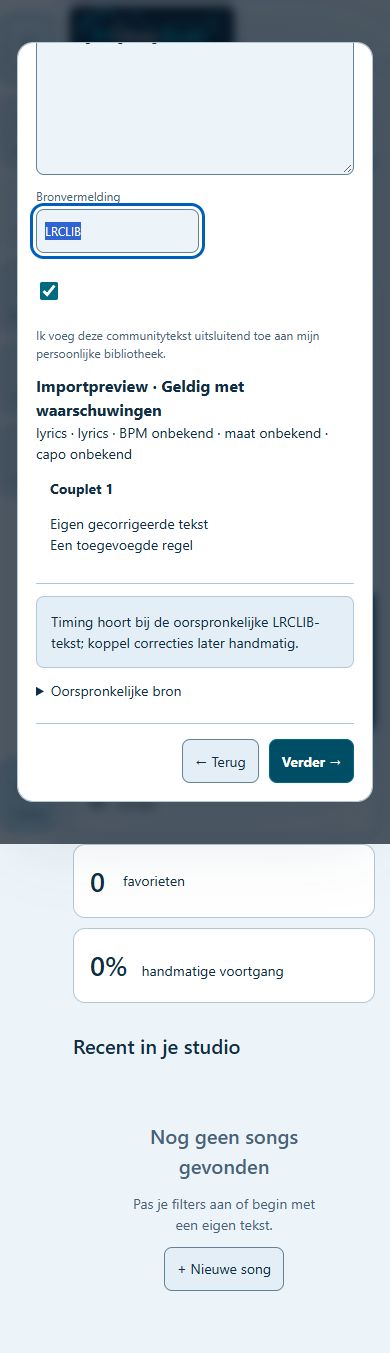 Bronvermelding
LRCLIB
Ik voeg deze communitytekst uitsluitend toe aan mijn
persoonlijke bibliotheek.
Importpreview · Geldig met
waarschuwingen
lyrics · lyrics · BPM onbekend · maat onbekend ·
capo onbekend
Couplet 1
Eigen gecorrigeerde tekst
Een toegevoegde regel
Timing hoort bij de oorspronkelijke LRCLIB-
tekst; koppel correcties later handmatig.
▶ Oorspronkelijke bron
← Terug
Verder →
0 favorieten
0% handmatige voortgang
Recent in je studio
Nog geen songs
gevonden
Pas je filters aan of begin met
een eigen tekst.
+ Nieuwe song